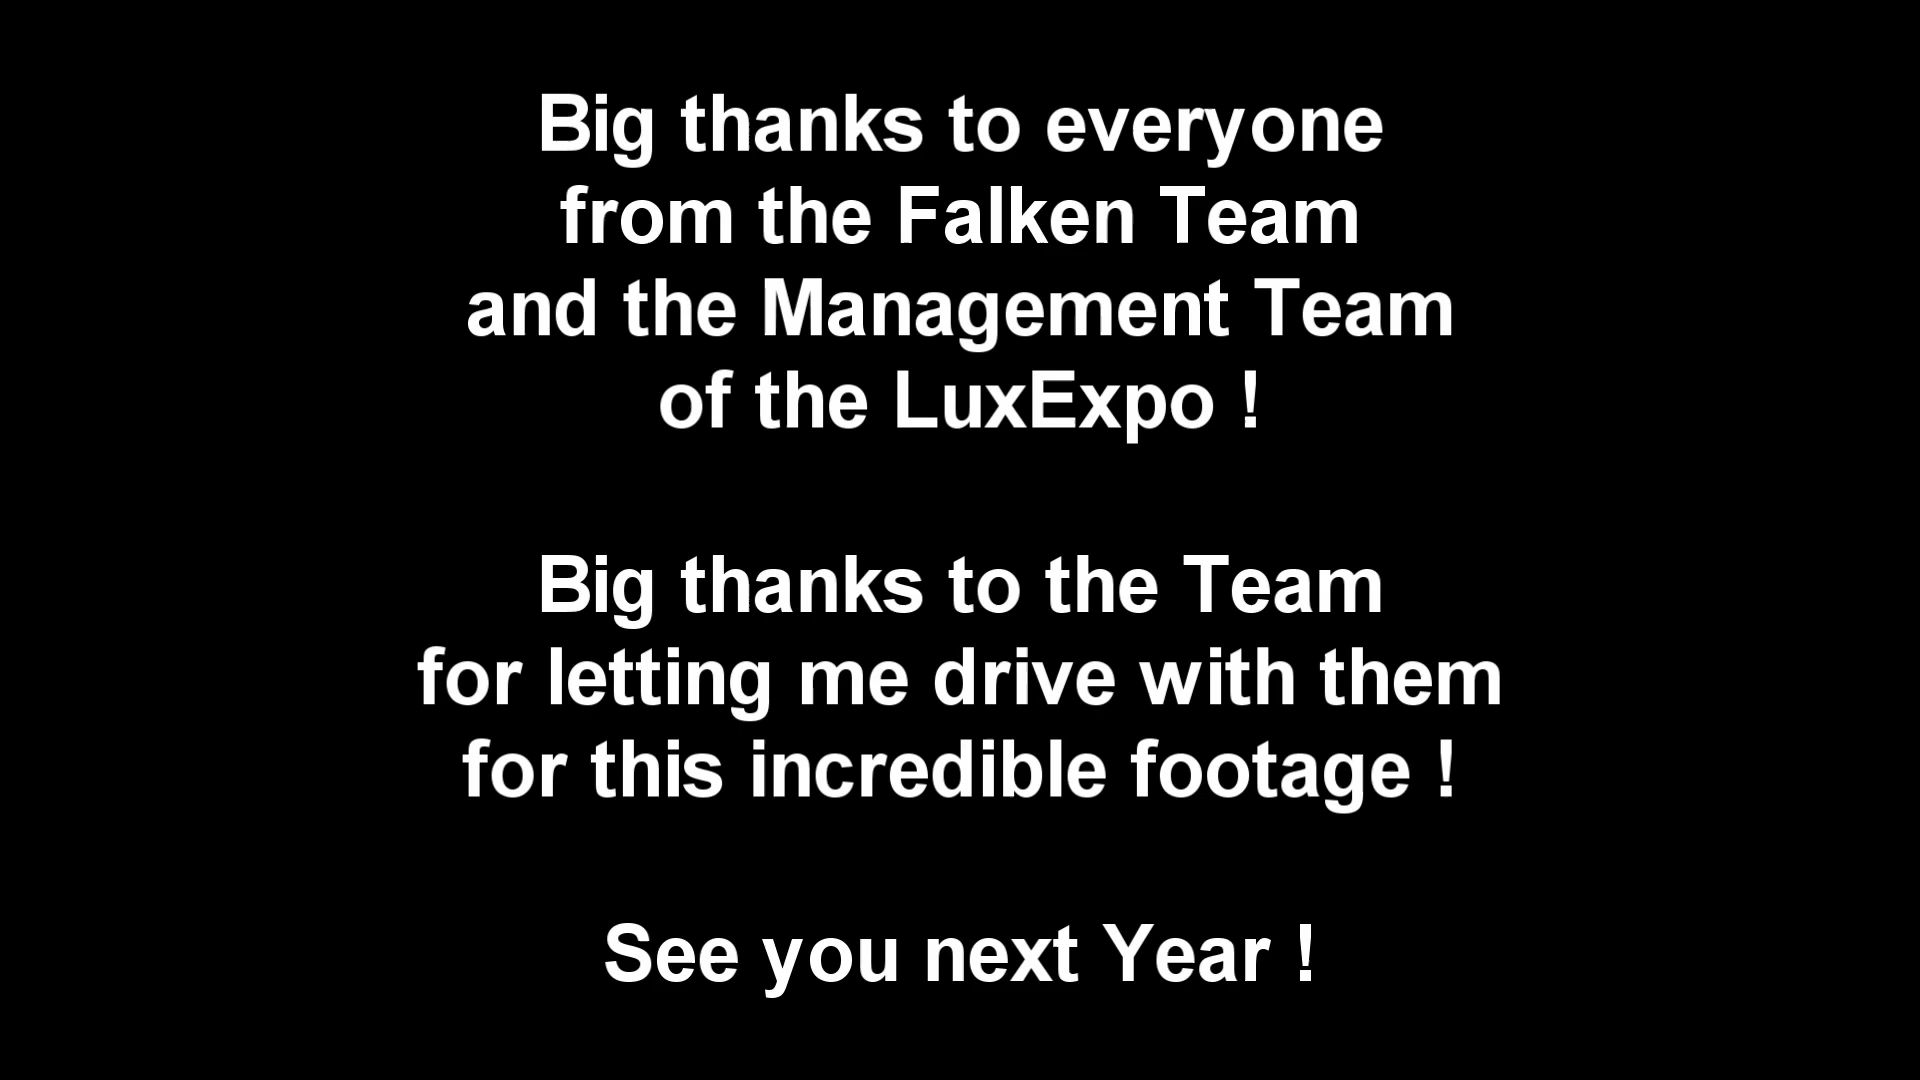 Big thanks to everyone
from the Falken Team
and the Management Team
of the LuxExpo !
Big thanks to the Team
for letting me drive with them
for this incredible footage !
See you next Year !